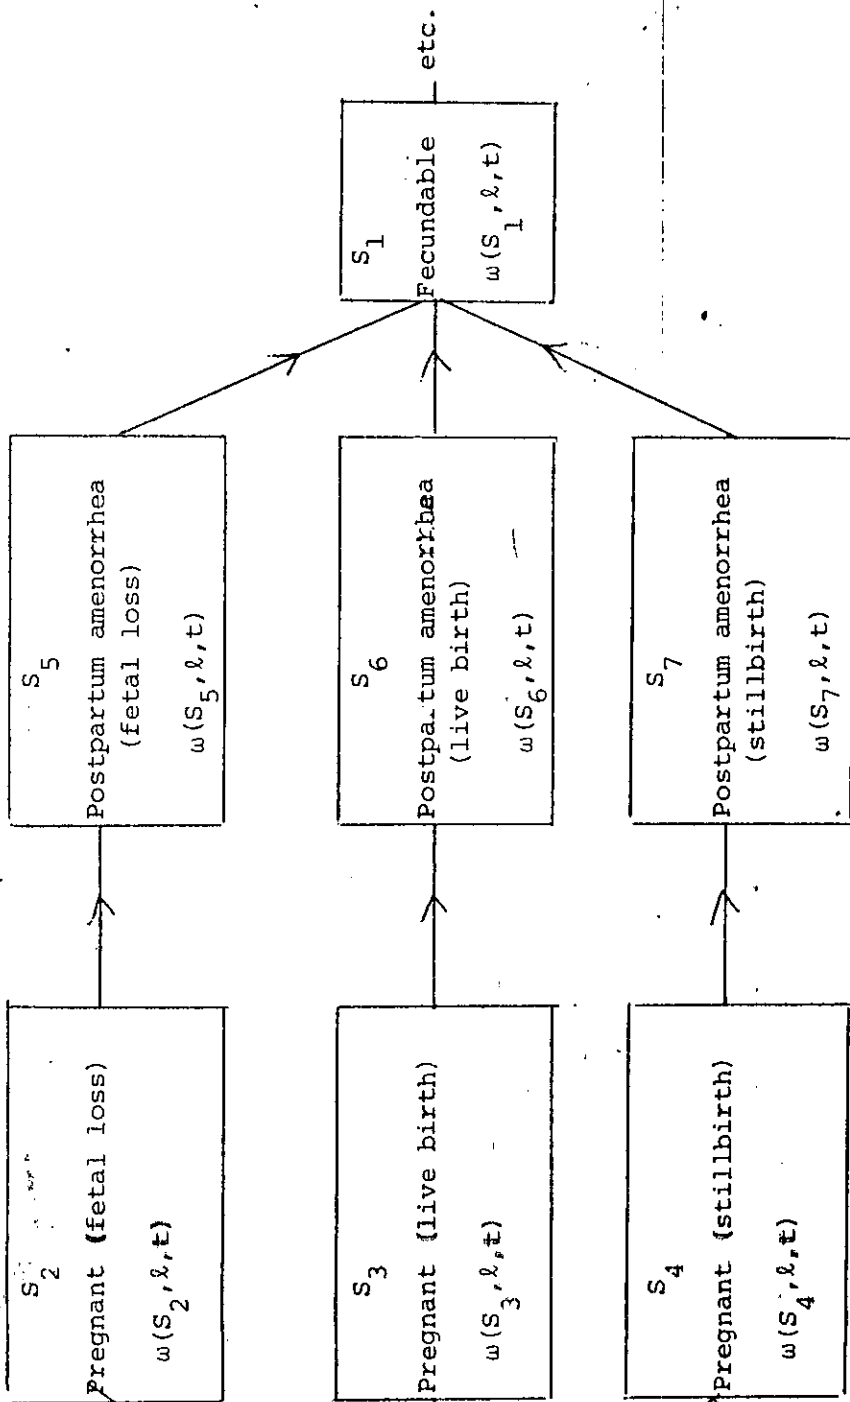 S₂
Pregnant (fetal loss)
ω(S₂,ℓ,t)
S₃
Pregnant (live birth)
ω(S₃,ℓ,t)
S₄
Pregnant (stillbirth)
ω(S₄,ℓ,t)
S₅
Postpartum amenorrhea
(fetal loss)
ω(S₅,ℓ,t)
S₆
Postpartum amenorrhea
(live birth)
ω(S₆,ℓ,t)
S₇
Postpartum amenorrhea
(stillbirth)
ω(S₇,ℓ,t)
S₁
Fecundable
ω(S₁,ℓ,t)
etc.